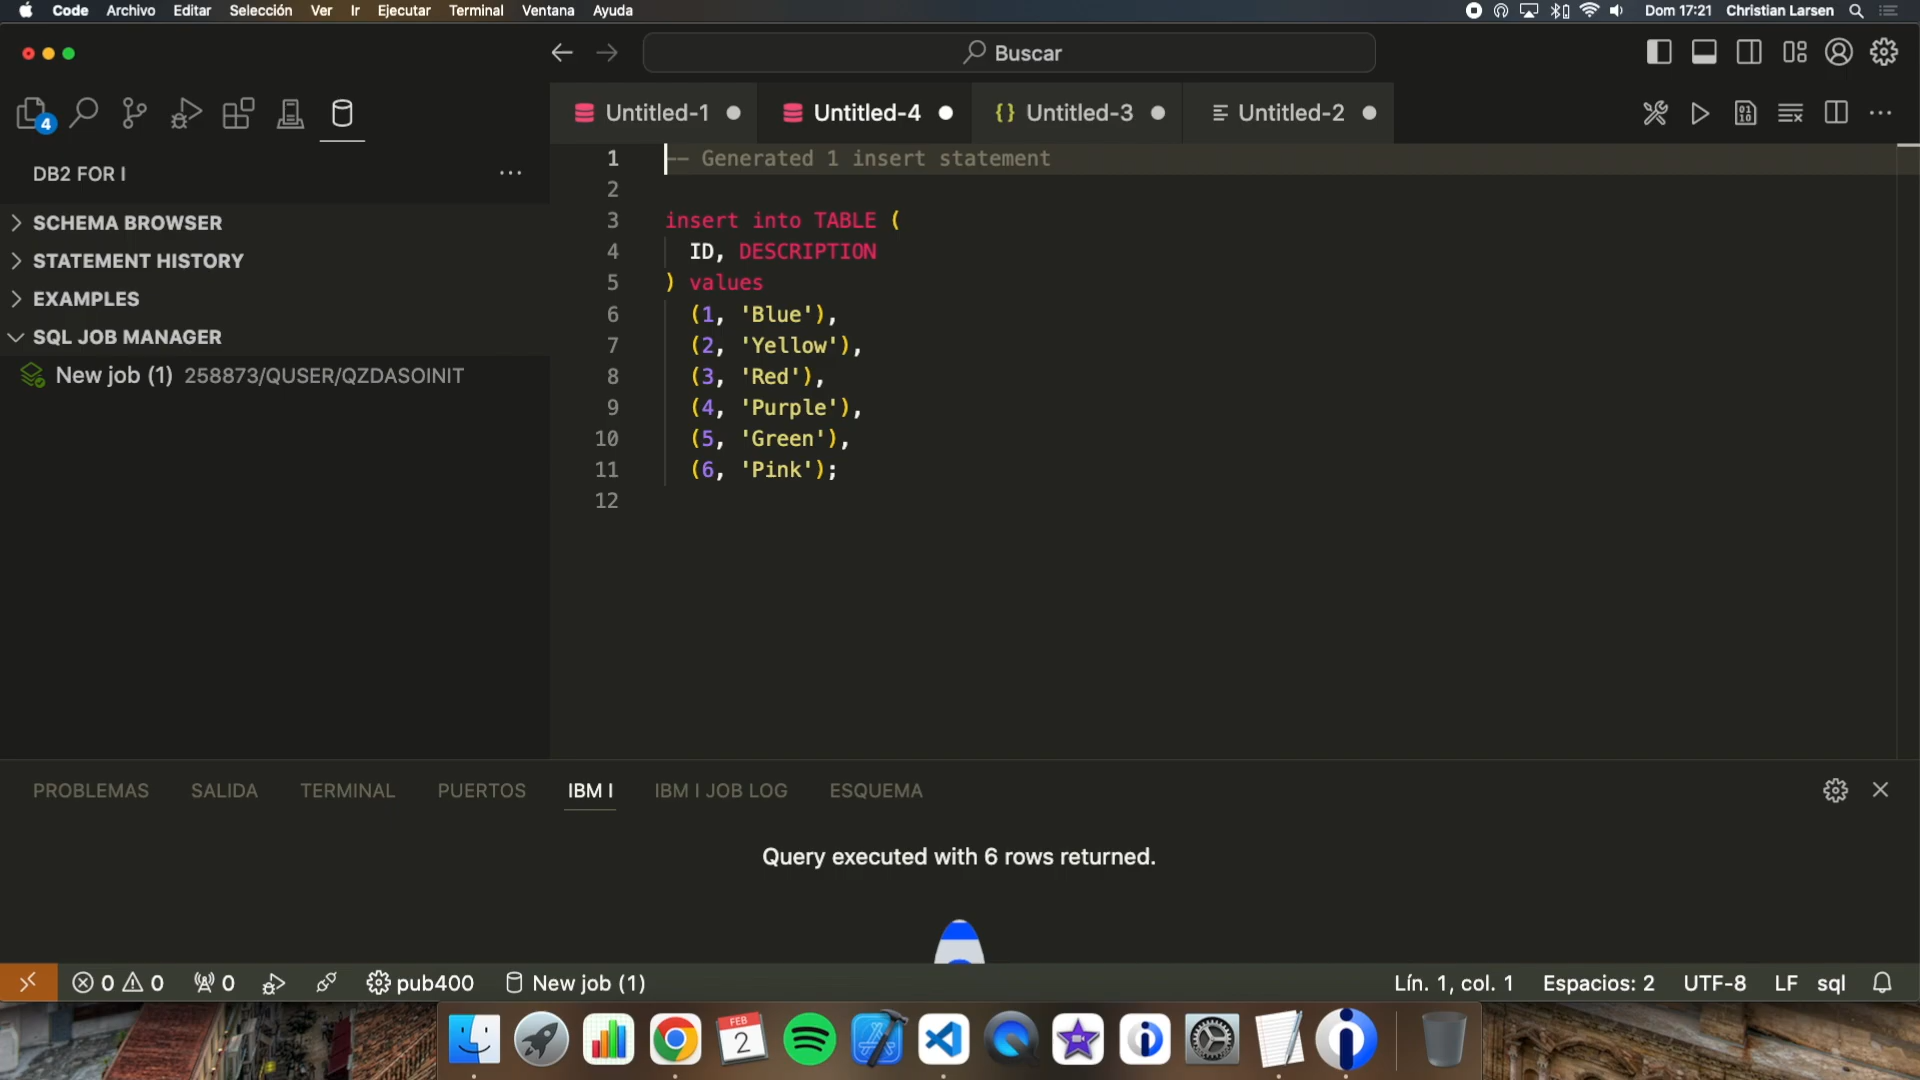 Code Archivo Editar Selección Ver Ir Ejecutar Terminal Ventana Ayuda Dom 17:21 Christian Larsen
Buscar
4
Untitled-1 Untitled-4 {} Untitled-3 Untitled-2
DB2 FOR I
SCHEMA BROWSER
STATEMENT HISTORY
EXAMPLES
SQL JOB MANAGER
New job (1) 258873/QUSER/QZDASOINIT
1 -- Generated 1 insert statement
2
3 insert into TABLE (
4 ID, DESCRIPTION
5 ) values
6 (1, 'Blue'),
7 (2, 'Yellow'),
8 (3, 'Red'),
9 (4, 'Purple'),
10 (5, 'Green'),
11 (6, 'Pink');
12
PROBLEMAS SALIDA TERMINAL PUERTOS IBM I IBM I JOB LOG ESQUEMA
Query executed with 6 rows returned.
0 0 0 pub400 New job (1) Lín. 1, col. 1 Espacios: 2 UTF-8 LF sql
FEB
2